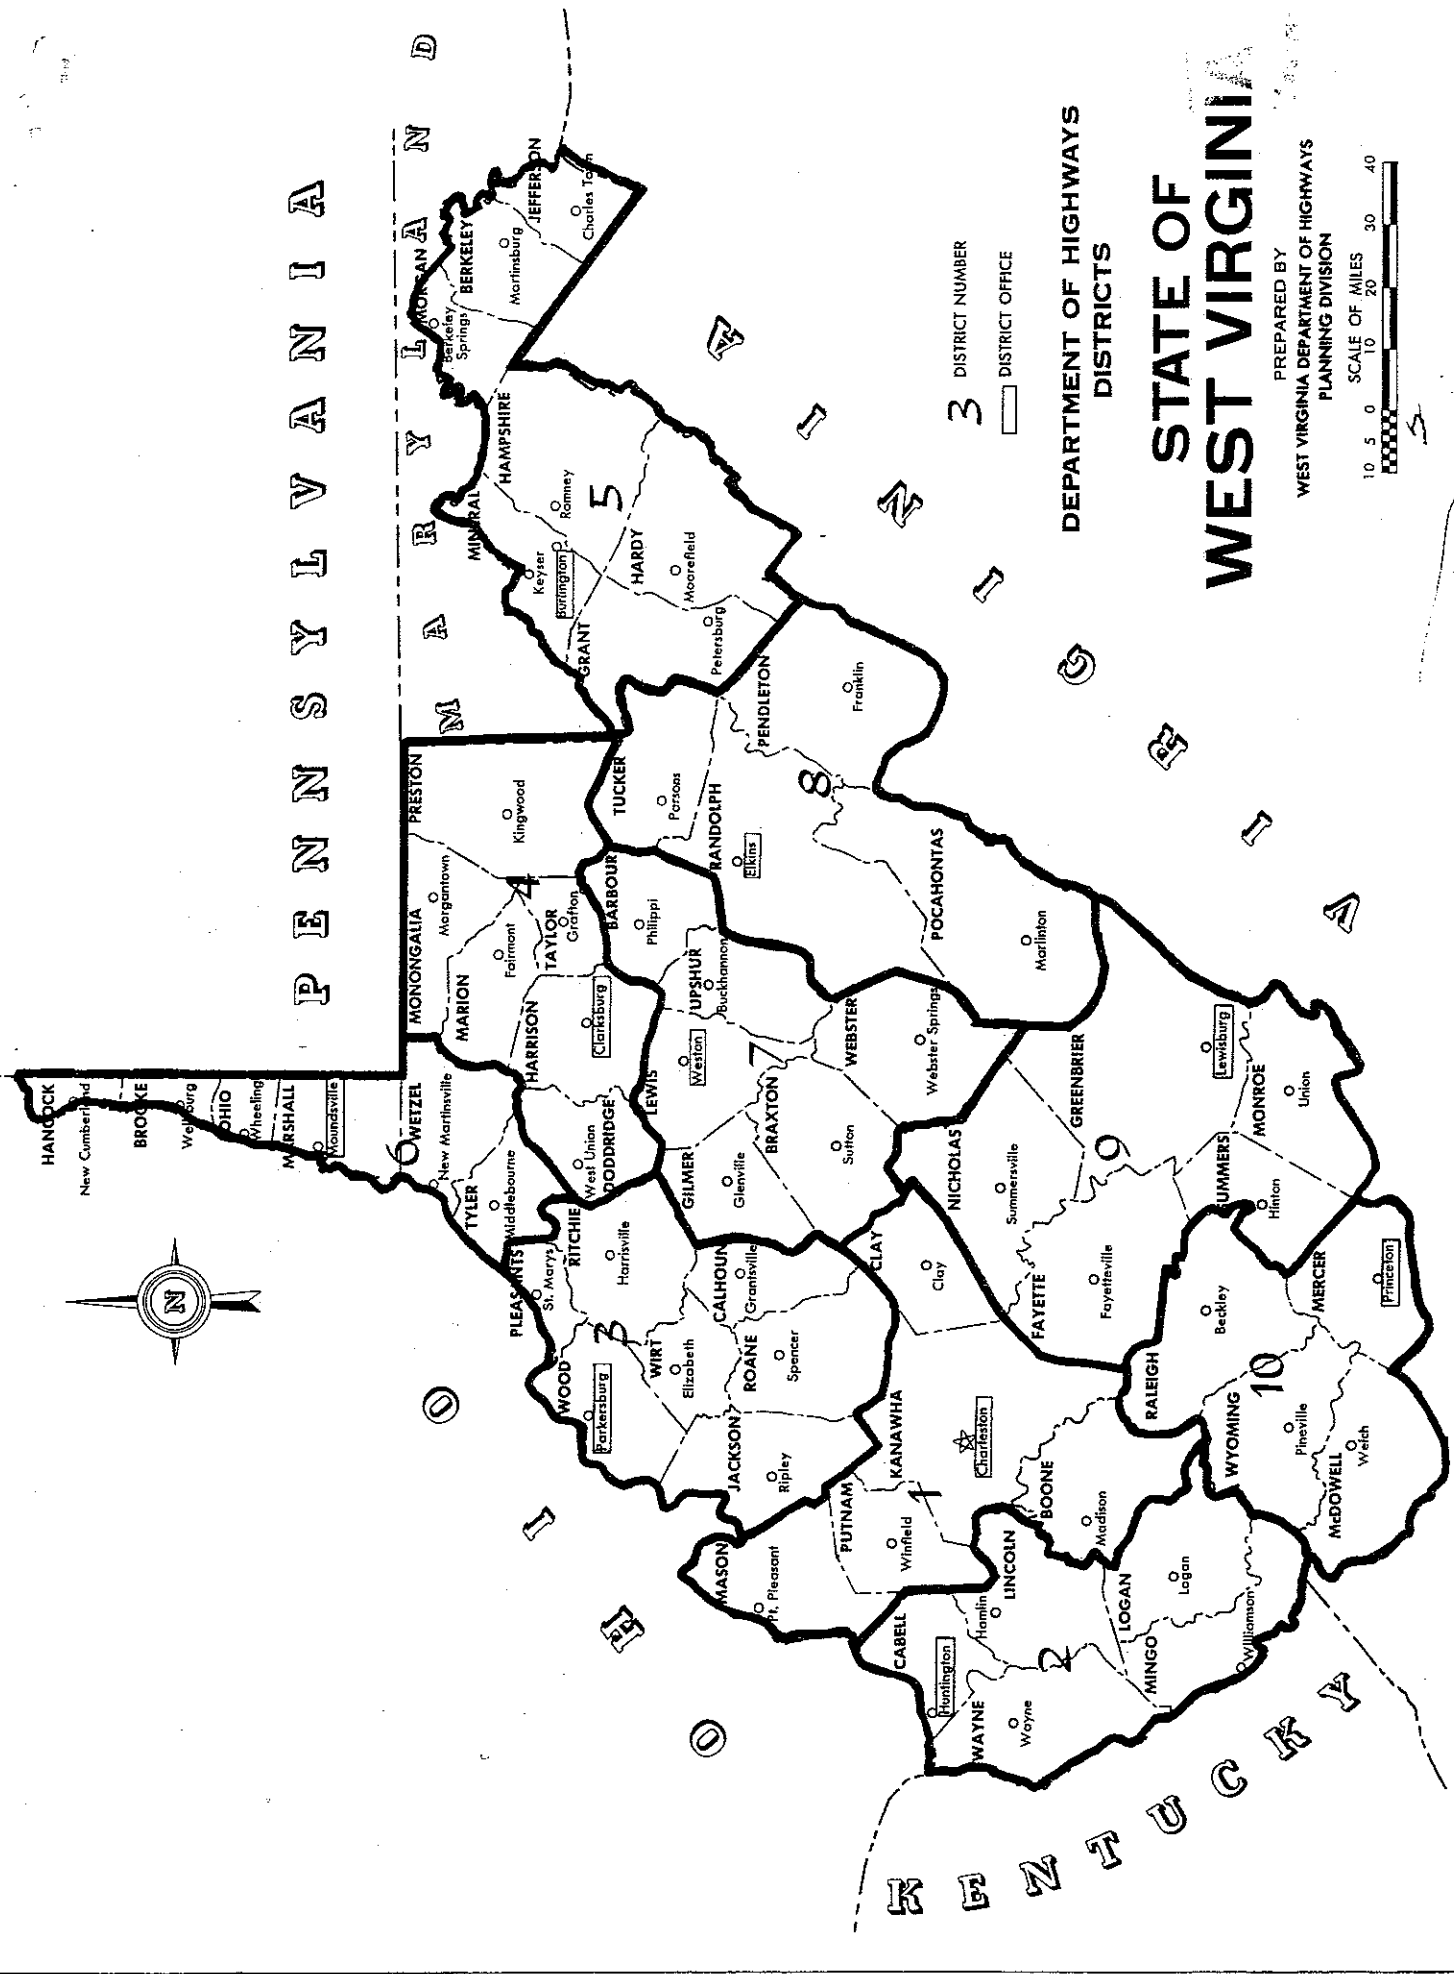 PENNSYLVANIA
MARYLAND
OHIO
KENTUCKY
VIRGINIA
N
HANCOCK
New Cumberland
BROOKE
Wellsburg
OHIO
Wheeling
MARSHALL
Moundsville
6
WETZEL
New Martinsville
TYLER
Middlebourne
PLEASANTS
St. Marys
RITCHIE
Harrisville
WOOD
Parkersburg
3
WIRT
Elizabeth
CALHOUN
Grantsville
ROANE
Spencer
JACKSON
Ripley
MONONGALIA
Morgantown
PRESTON
Kingwood
MARION
Fairmont
4
TAYLOR
Grafton
HARRISON
Clarksburg
DODDRIDGE
West Union
BARBOUR
Philippi
LEWIS
Weston
UPSHUR
Buckhannon
7
GILMER
Glenville
BRAXTON
Sutton
WEBSTER
Webster Springs
MORGAN
Berkeley
Springs
BERKELEY
Martinsburg
JEFFERSON
Charles Town
HAMPSHIRE
Romney
MINERAL
Keyser
Burlington
5
HARDY
Moorefield
GRANT
Petersburg
TUCKER
Parsons
RANDOLPH
Elkins
PENDLETON
Franklin
8
POCAHONTAS
Marlinton
NICHOLAS
Summersville
GREENBRIER
Lewisburg
9
MONROE
Union
SUMMERS
Hinton
FAYETTE
Fayetteville
CLAY
Clay
KANAWHA
Charleston
1
PUTNAM
Winfield
MASON
Pt. Pleasant
BOONE
Madison
CABELL
Huntington
LINCOLN
Hamlin
2
WAYNE
Wayne
LOGAN
Logan
MINGO
Williamson
RALEIGH
Beckley
MERCER
Princeton
10
WYOMING
Pineville
McDOWELL
Welch
3 DISTRICT NUMBER
DISTRICT OFFICE
DEPARTMENT OF HIGHWAYS
DISTRICTS
STATE OF
WEST VIRGINIA
PREPARED BY
WEST VIRGINIA DEPARTMENT OF HIGHWAYS
PLANNING DIVISION
SCALE OF MILES
10 5 0 10 20 30 40